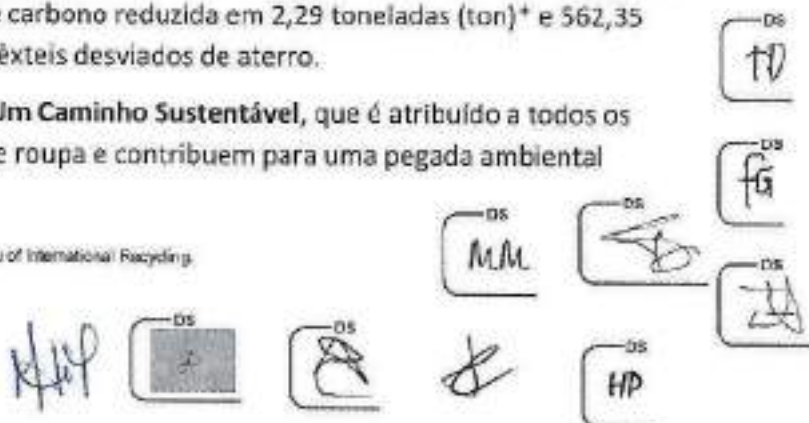 carbono reduzida em 2,29 toneladas (ton)* e 562,35
êxteis desviados de aterro.
Um Caminho Sustentável, que é atribuído a todos os
e roupa e contribuem para uma pegada ambiental
of International Recycling.
DS
TD
DS
FG
DS
MM
DS
DS
DS
DS
DS
HP